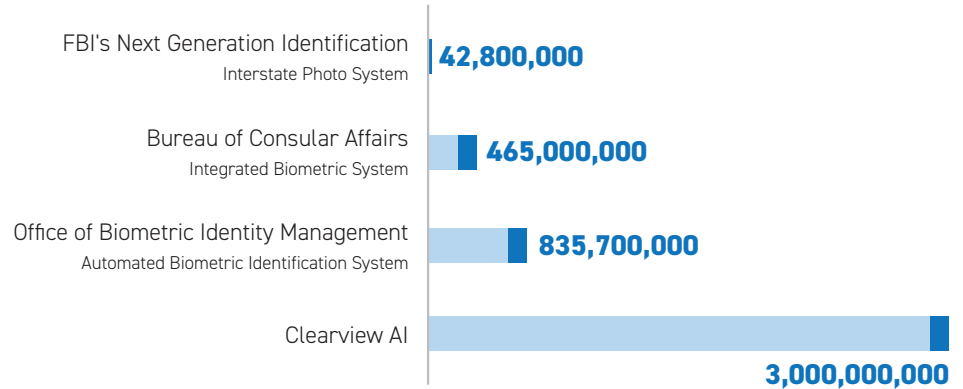 FBI's Next Generation Identification
Interstate Photo System
42,800,000
Bureau of Consular Affairs
Integrated Biometric System
465,000,000
Office of Biometric Identity Management
Automated Biometric Identification System
835,700,000
Clearview AI
3,000,000,000